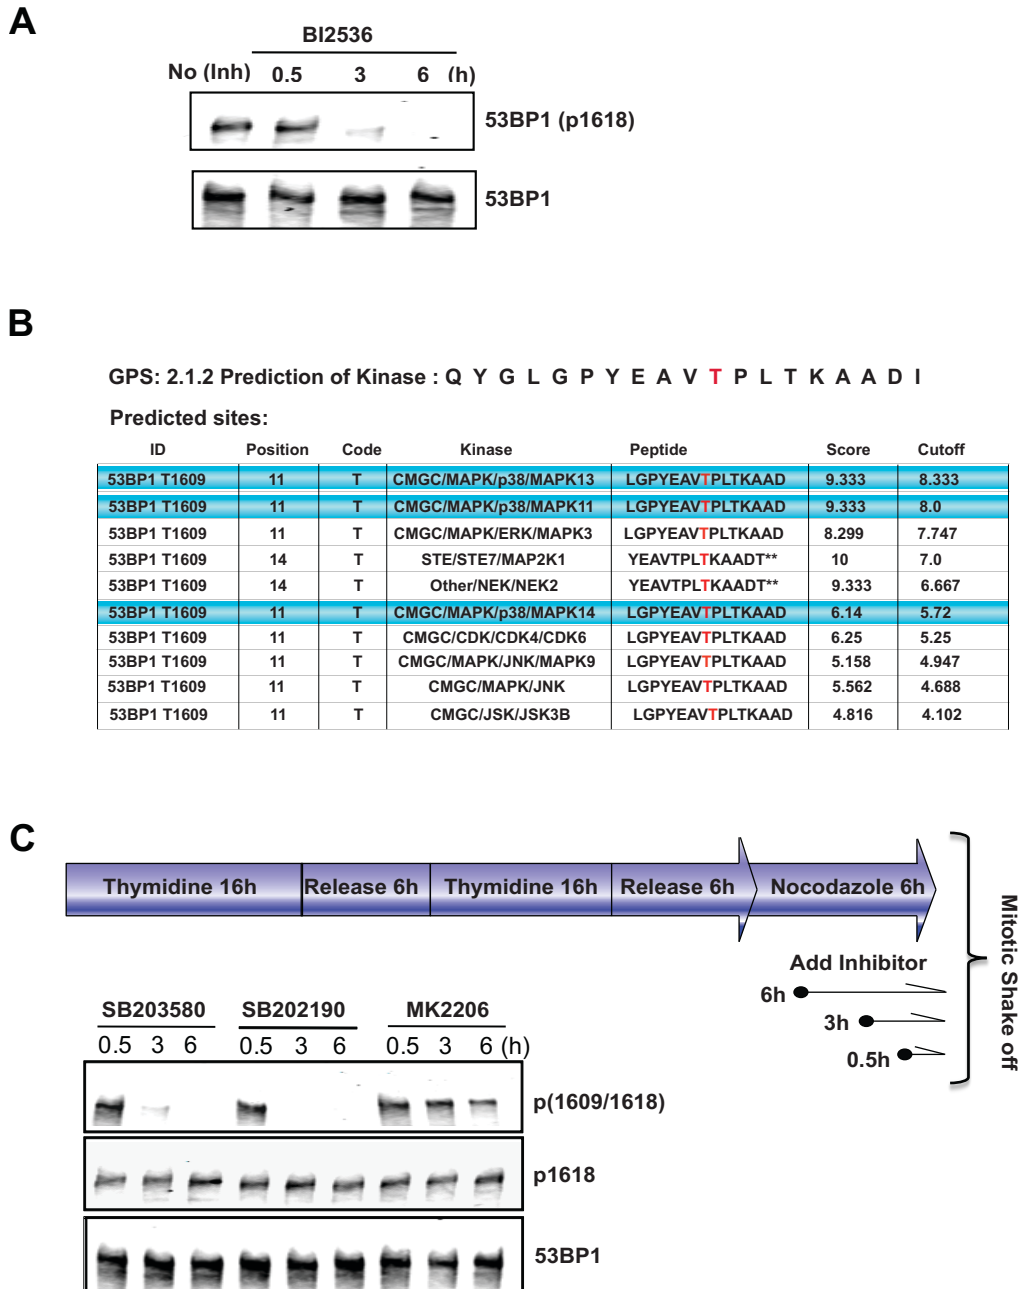 A
BI2536
No (Inh) 0.5 3 6 (h)
53BP1 (p1618)
53BP1
B
GPS: 2.1.2 Prediction of Kinase : Q Y G L G P Y E A V T P L T K A A D I
Predicted sites:
ID Position Code Kinase Peptide Score Cutoff
53BP1 T1609 11 T CMGC/MAPK/p38/MAPK13 LGPYEAVTPLTKAAD 9.333 8.333
53BP1 T1609 11 T CMGC/MAPK/p38/MAPK11 LGPYEAVTPLTKAAD 9.333 8.0
53BP1 T1609 11 T CMGC/MAPK/ERK/MAPK3 LGPYEAVTPLTKAAD 8.299 7.747
53BP1 T1609 14 T STE/STE7/MAP2K1 YEAVTPLTKAADT** 10 7.0
53BP1 T1609 14 T Other/NEK/NEK2 YEAVTPLTKAADT** 9.333 6.667
53BP1 T1609 11 T CMGC/MAPK/p38/MAPK14 LGPYEAVTPLTKAAD 6.14 5.72
53BP1 T1609 11 T CMGC/CDK/CDK4/CDK6 LGPYEAVTPLTKAAD 6.25 5.25
53BP1 T1609 11 T CMGC/MAPK/JNK/MAPK9 LGPYEAVTPLTKAAD 5.158 4.947
53BP1 T1609 11 T CMGC/MAPK/JNK LGPYEAVTPLTKAAD 5.562 4.688
53BP1 T1609 11 T CMGC/JSK/JSK3B LGPYEAVTPLTKAAD 4.816 4.102
C
Thymidine 16h Release 6h Thymidine 16h Release 6h Nocodazole 6h
Mitotic Shake off
Add Inhibitor
6h
3h
0.5h
SB203580 SB202190 MK2206
0.5 3 6 0.5 3 6 0.5 3 6 (h)
p(1609/1618)
p1618
53BP1